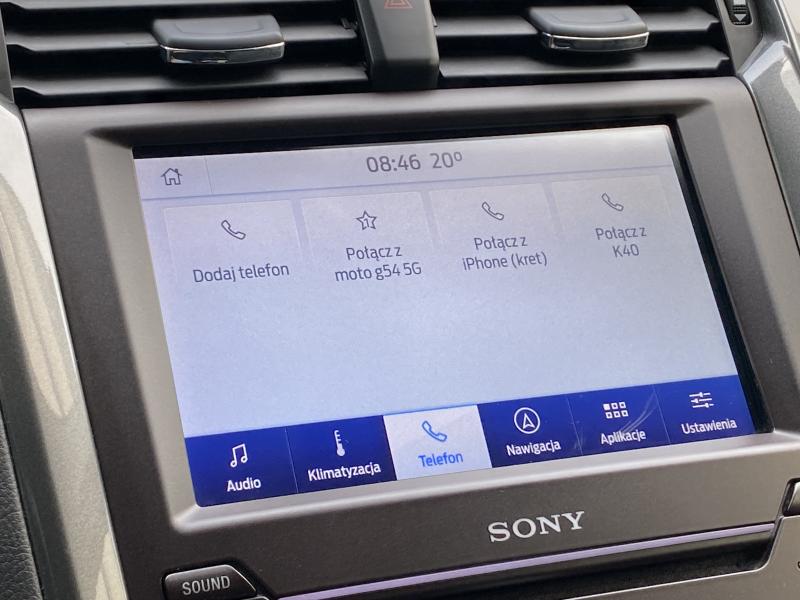 08:46 20°
Dodaj telefon
Połącz z
moto g54 5G
Połącz z
iPhone (kret)
Połącz z
K40
Audio
Klimatyzacja
Telefon
Nawigacja
Aplikacje
Ustawienia
SONY
SOUND